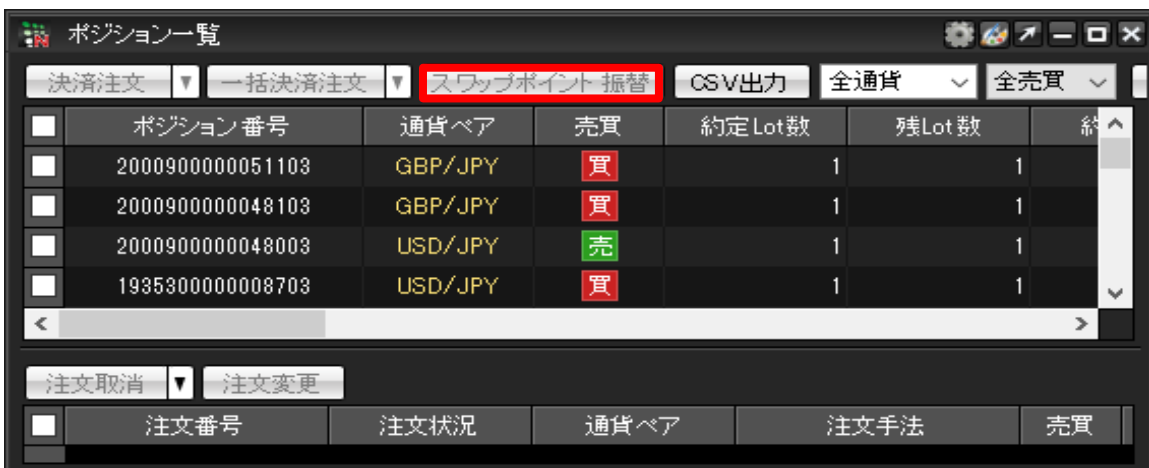 ポジション一覧
決済注文 ▼ 一括決済注文 ▼ スワップポイント振替 CSV出力 全通貨 全売買
ポジション番号 通貨ペア 売買 約定Lot数 残Lot数 約
2000900000051103 GBP/JPY 買 1 1
2000900000048103 GBP/JPY 買 1 1
2000900000048003 USD/JPY 売 1 1
1935300000008703 USD/JPY 買 1 1
注文取消 ▼ 注文変更
注文番号 注文状況 通貨ペア 注文手法 売買